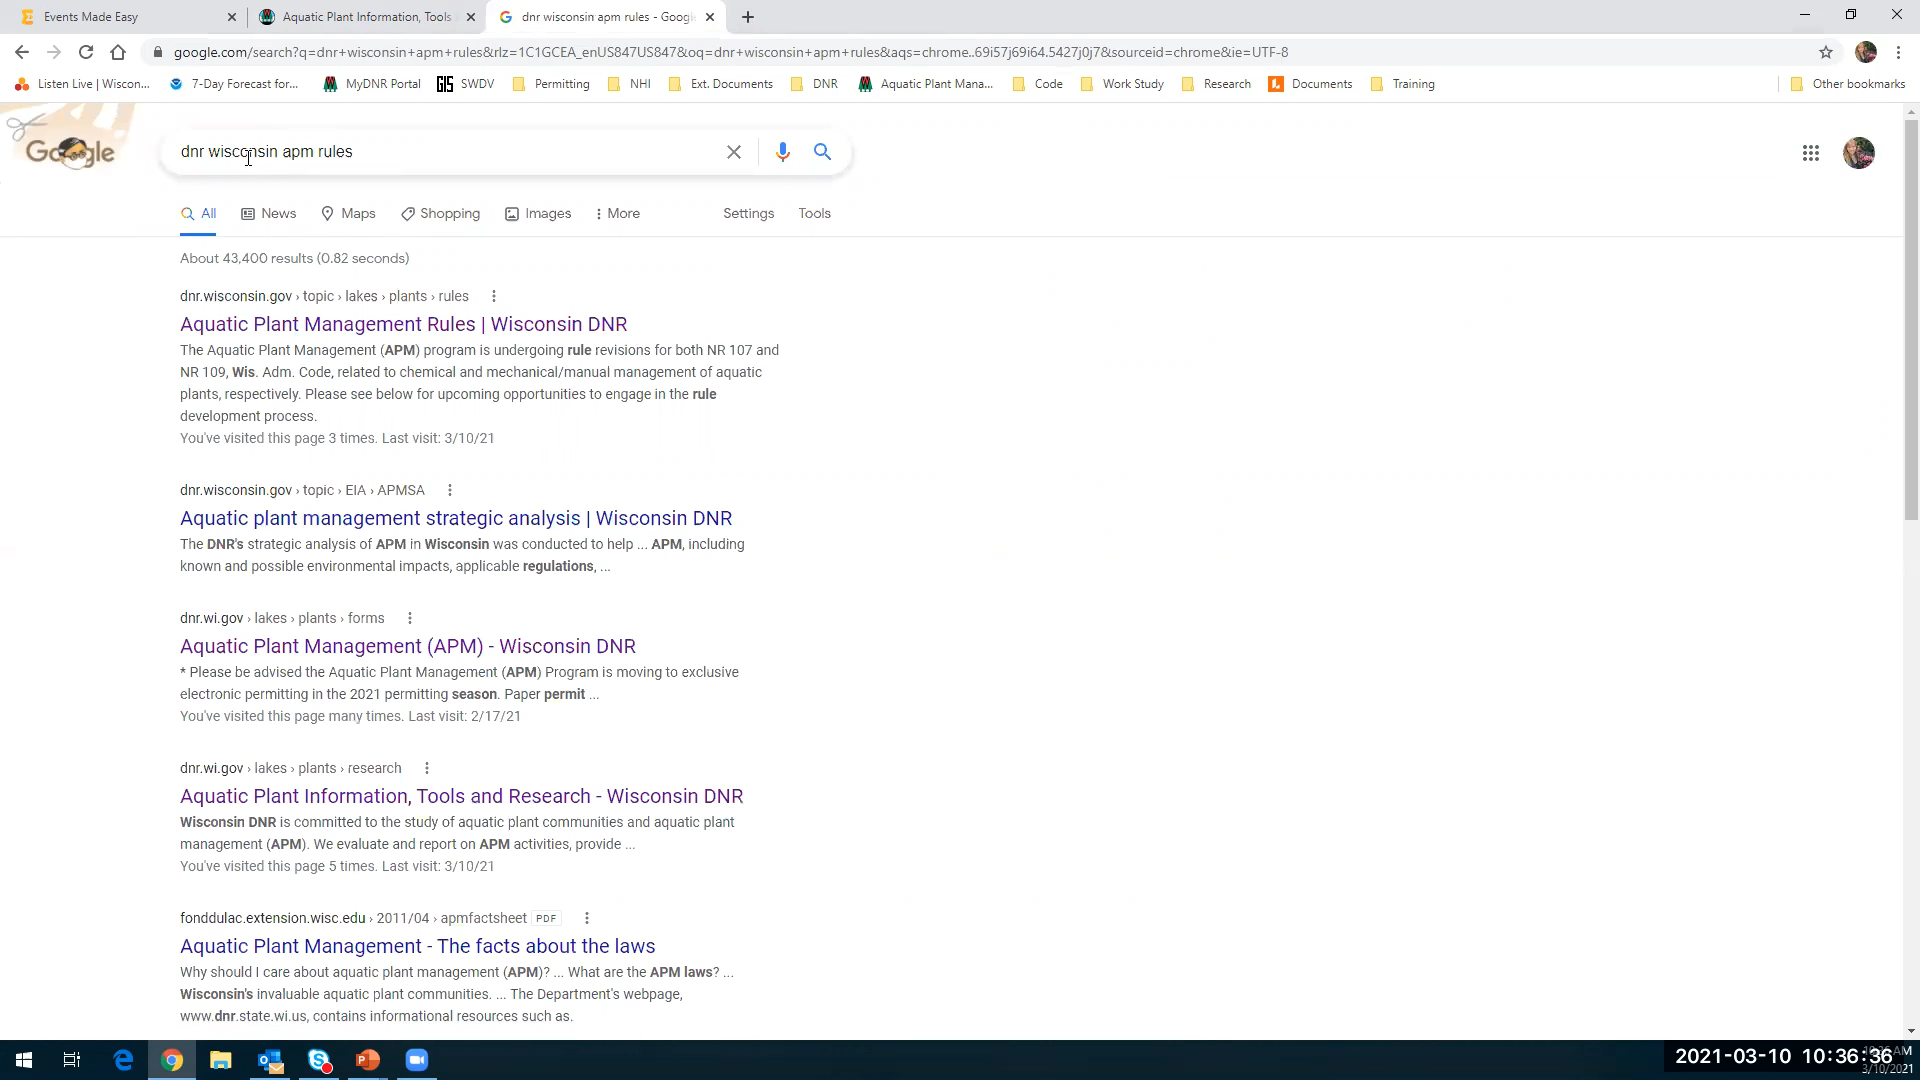 Events Made Easy
Aquatic Plant Information, Tools
dnr wisconsin apm rules - Googl
google.com/search?q=dnr+wisconsin+apm+rules&rlz=1C1GCEA_enUS847US847&oq=dnr+wisconsin+apm+rules&aqs=chrome..69i57j69i64.5427j0j7&sourceid=chrome&ie=UTF-8
Listen Live | Wiscon...
7-Day Forecast for...
MyDNR Portal
GIS SWDV
Permitting
NHI
Ext. Documents
DNR
Aquatic Plant Mana...
Code
Work Study
Research
Documents
Training
Other bookmarks
Google
dnr wisconsin apm rules
All
News
Maps
Shopping
Images
More
Settings
Tools
About 43,400 results (0.82 seconds)
dnr.wisconsin.gov › topic › lakes › plants › rules
Aquatic Plant Management Rules | Wisconsin DNR
The Aquatic Plant Management (APM) program is undergoing rule revisions for both NR 107 and
NR 109, Wis. Adm. Code, related to chemical and mechanical/manual management of aquatic
plants, respectively. Please see below for upcoming opportunities to engage in the rule
development process.
You've visited this page 3 times. Last visit: 3/10/21
dnr.wisconsin.gov › topic › EIA › APMSA
Aquatic plant management strategic analysis | Wisconsin DNR
The DNR's strategic analysis of APM in Wisconsin was conducted to help ... APM, including
known and possible environmental impacts, applicable regulations, ...
dnr.wi.gov › lakes › plants › forms
Aquatic Plant Management (APM) - Wisconsin DNR
* Please be advised the Aquatic Plant Management (APM) Program is moving to exclusive
electronic permitting in the 2021 permitting season. Paper permit ...
You've visited this page many times. Last visit: 2/17/21
dnr.wi.gov › lakes › plants › research
Aquatic Plant Information, Tools and Research - Wisconsin DNR
Wisconsin DNR is committed to the study of aquatic plant communities and aquatic plant
management (APM). We evaluate and report on APM activities, provide ...
You've visited this page 5 times. Last visit: 3/10/21
fonddulac.extension.wisc.edu › 2011/04 › apmfactsheet PDF
Aquatic Plant Management - The facts about the laws
Why should I care about aquatic plant management (APM)? ... What are the APM laws? ...
Wisconsin's invaluable aquatic plant communities. ... The Department's webpage,
www.dnr.state.wi.us, contains informational resources such as.
2021-03-10 10:36:36
3/10/2021